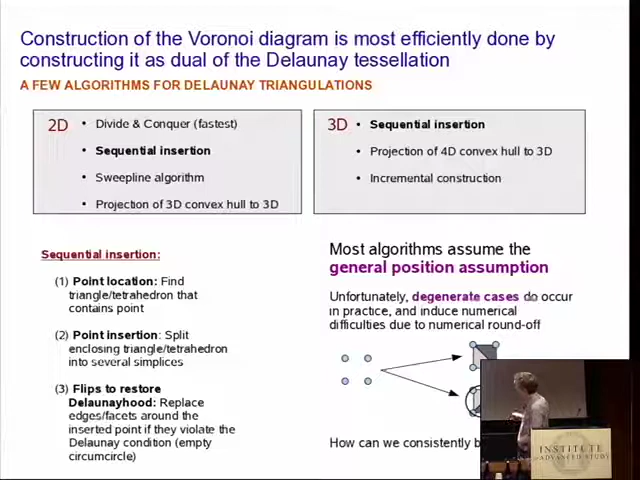 Construction of the Voronoi diagram is most efficiently done by
constructing it as dual of the Delaunay tessellation
A FEW ALGORITHMS FOR DELAUNAY TRIANGULATIONS
2D
• Divide & Conquer (fastest)
• Sequential insertion
• Sweepline algorithm
• Projection of 3D convex hull to 3D
3D
• Sequential insertion
• Projection of 4D convex hull to 3D
• Incremental construction
Sequential insertion:
(1) Point location: Find
triangle/tetrahedron that
contains point
(2) Point insertion: Split
enclosing triangle/tetrahedron
into several simplices
(3) Flips to restore
Delaunayhood: Replace
edges/facets around the
inserted point if they violate the
Delaunay condition (empty
circumcircle)
Most algorithms assume the
general position assumption
Unfortunately, degenerate cases do occur
in practice, and induce numerical
difficulties due to numerical round-off
How can we consistently b
INSTITUTE
ADVANCED STUDY